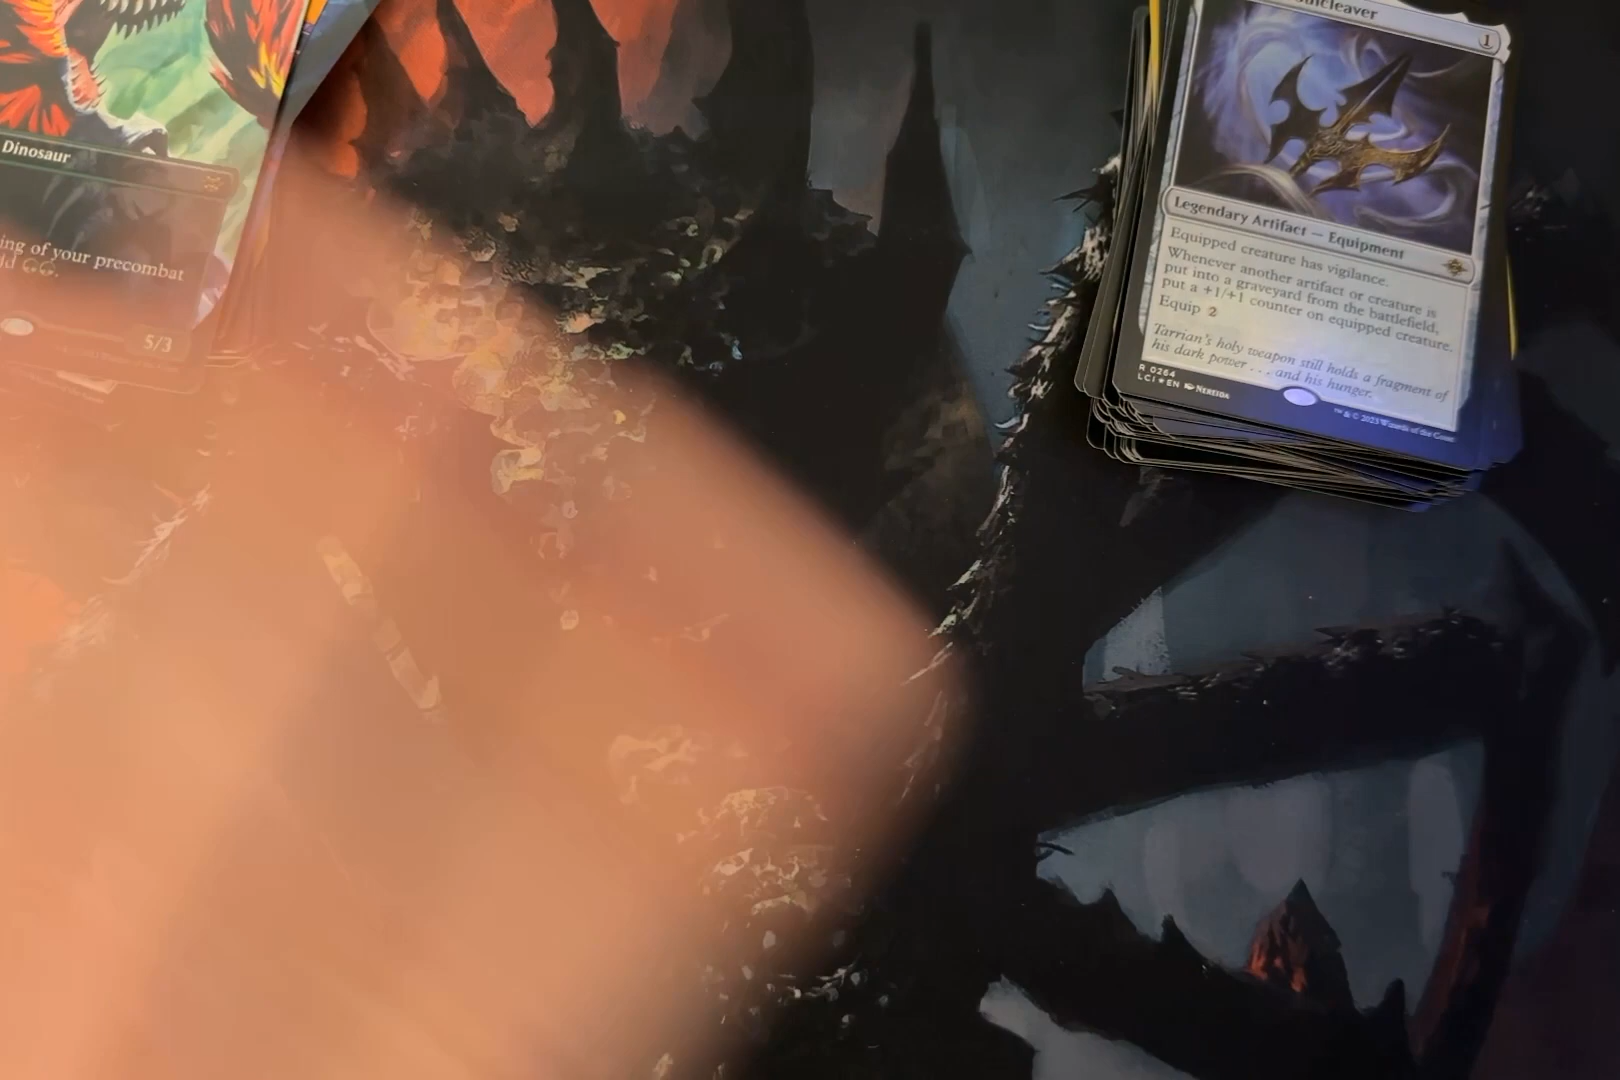 Dinosaur
ing of your precombat
5/3
1
Legendary Artifact — Equipment
Equipped creature has vigilance.
Whenever another artifact or creature is
put into a graveyard from the battlefield,
put a +1/+1 counter on equipped creature.
Equip 2
Tarrian's holy weapon still holds a fragment of
his dark power . . . and his hunger.
R 0264
LCI ★ EN NEREIDA
™ & © 2023 Wizards of the Coast